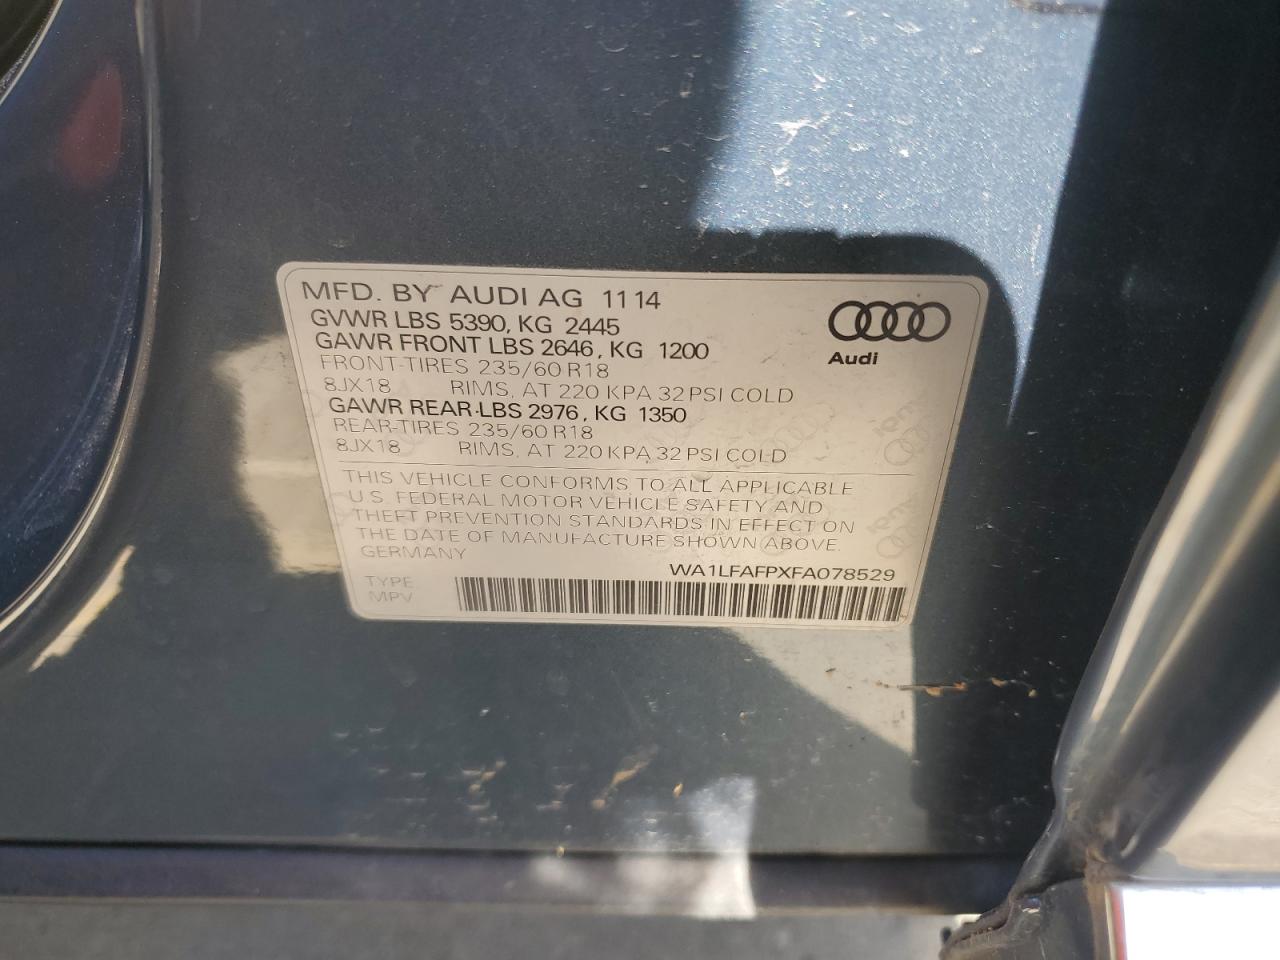 MFD. BY AUDI AG 1114
GVWR LBS 5390, KG 2445
GAWR FRONT LBS 2646, KG 1200
FRONT-TIRES 235/60 R18
8JX18 RIMS, AT 220 KPA 32 PSI COLD
GAWR REAR LBS 2976, KG 1350
REAR-TIRES 235/60 R18
8JX18 RIMS, AT 220 KPA 32 PSI COLD
Audi
THIS VEHICLE CONFORMS TO ALL APPLICABLE
U.S. FEDERAL MOTOR VEHICLE SAFETY AND
THEFT PREVENTION STANDARDS IN EFFECT ON
THE DATE OF MANUFACTURE SHOWN ABOVE.
GERMANY
WA1LFAFPXFA078529
TYPE
MPV